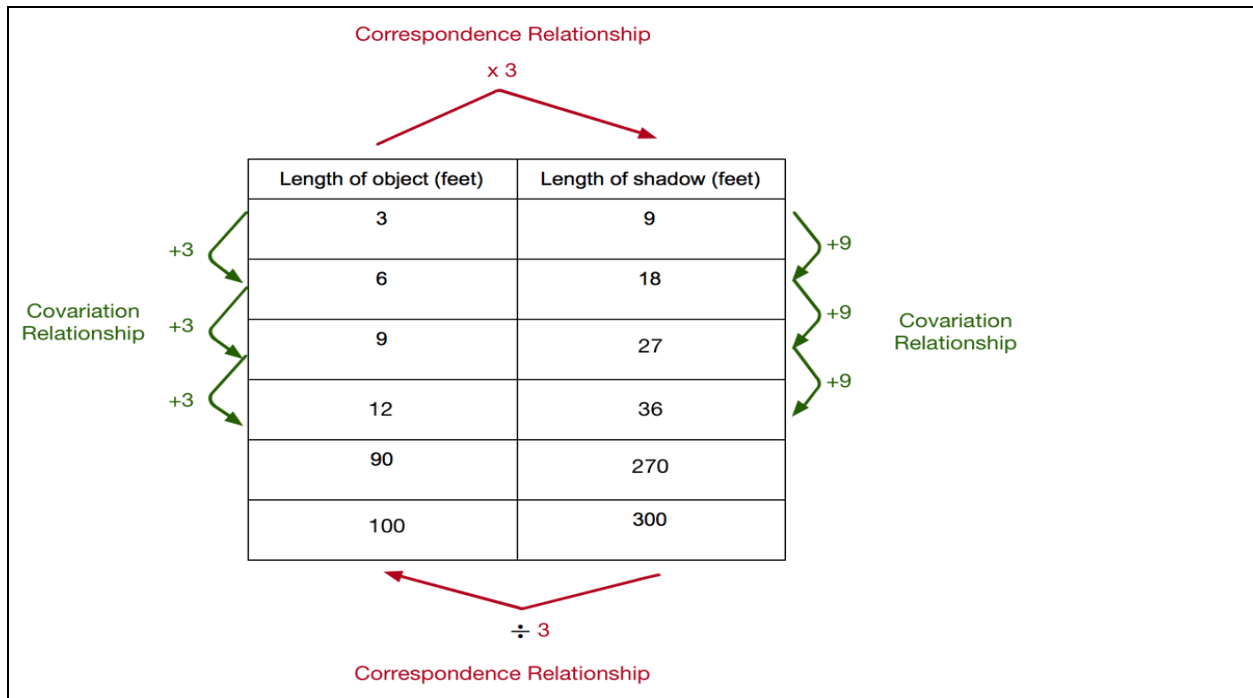 Correspondence Relationship
x 3
Length of object (feet) Length of shadow (feet)
3 9
+3 +9
6 18
Covariation
Relationship
+3 +9
Covariation
Relationship
9 27
+3 +9
12 36
90 270
100 300
÷ 3
Correspondence Relationship